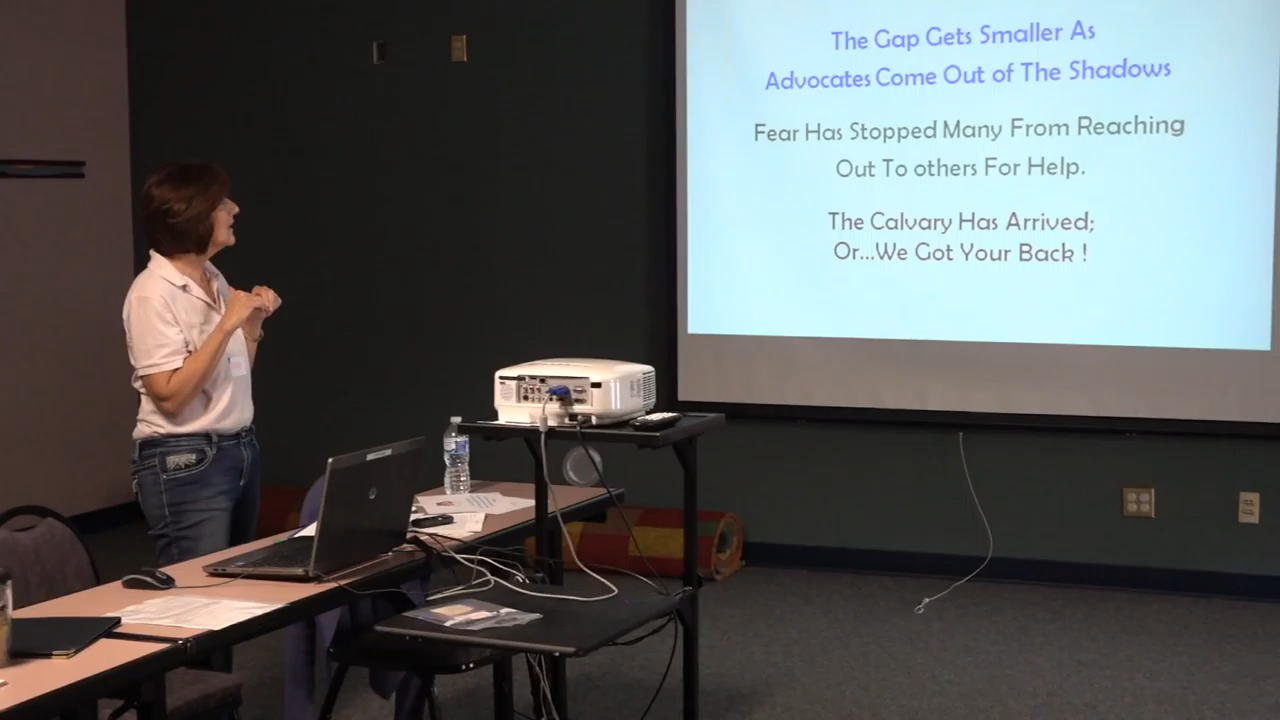 The Gap Gets Smaller As
Advocates Come Out of The Shadows
Fear Has Stopped Many From Reaching
Out To others For Help.
The Calvary Has Arrived;
Or...We Got Your Back !